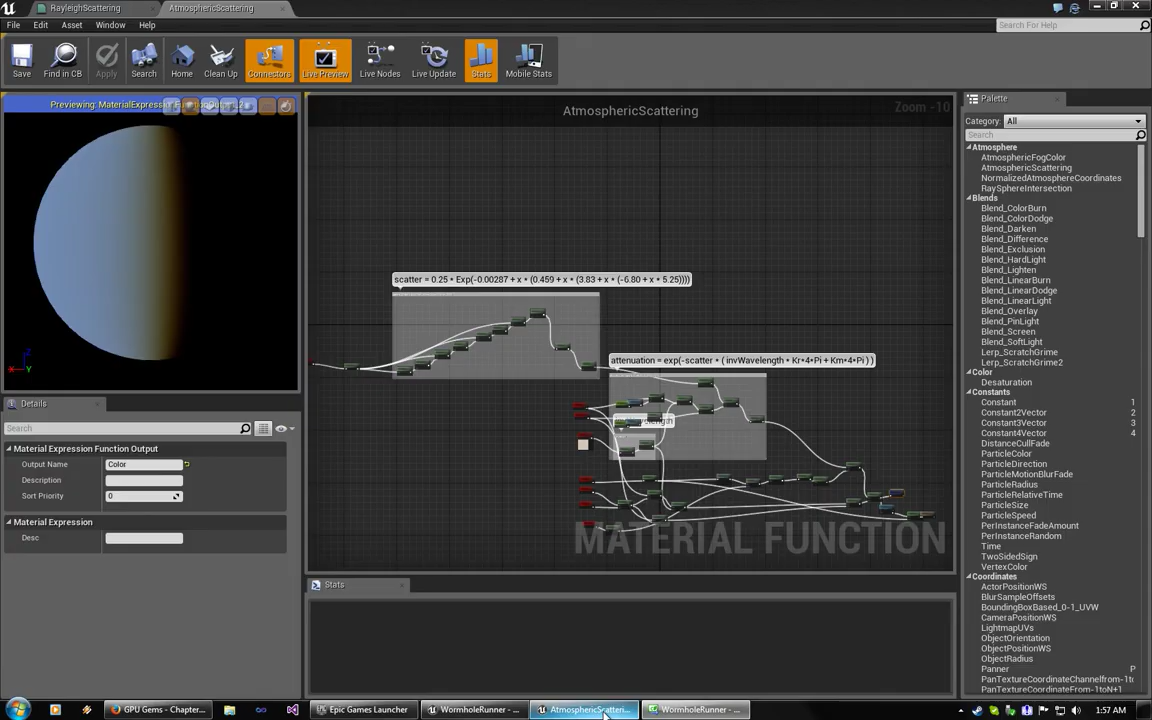 RayleighScattering
AtmosphericScattering
File Edit Asset Window Help
Search For Help
Save
Find in CB
Apply
Search
Home
Clean Up
Connectors
Live Preview
Live Nodes
Live Update
Stats
Mobile Stats
Previewing: MaterialExpres
Details
Search
Material Expression Function Output
Output Name Color
Description
Sort Priority 0
Material Expression
Desc
AtmosphericScattering
Zoom -10
scatter = 0.25 * Exp(-0.00287 + x * (0.459 + x * (3.83 + x * (-6.80 + x * 5.25))))
attenuation = exp(-scatter * ( invWavelength * Kr*4*Pi + Km*4*Pi ) )
MATERIAL FUNCTION
Stats
Palette
Category: All
Search
Atmosphere
AtmosphericFogColor
AtmosphericScattering
NormalizedAtmosphereCoordinates
RaySphereIntersection
Blends
Blend_ColorBurn
Blend_ColorDodge
Blend_Darken
Blend_Difference
Blend_Exclusion
Blend_HardLight
Blend_Lighten
Blend_LinearBurn
Blend_LinearDodge
Blend_LinearLight
Blend_Overlay
Blend_PinLight
Blend_Screen
Blend_SoftLight
Lerp_ScratchGrime
Lerp_ScratchGrime2
Color
Desaturation
Constants
Constant 1
Constant2Vector 2
Constant3Vector 3
Constant4Vector 4
DistanceCullFade
ParticleColor
ParticleDirection
ParticleMotionBlurFade
ParticleRadius
ParticleRelativeTime
ParticleSize
ParticleSpeed
PerInstanceFadeAmount
PerInstanceRandom
Time
TwoSidedSign
VertexColor
Coordinates
ActorPositionWS
BlurSampleOffsets
BoundingBoxBased_0-1_UVW
CameraPositionWS
LightmapUVs
ObjectOrientation
ObjectPositionWS
ObjectRadius
Panner P
PanTextureCoordinateChannelfrom-1to
PanTextureCoordinateFrom-1toN+1
GPU Gems - Chapter...
Epic Games Launcher
WormholeRunner - ...
AtmosphericScatteri...
WormholeRunner - ...
1:57 AM